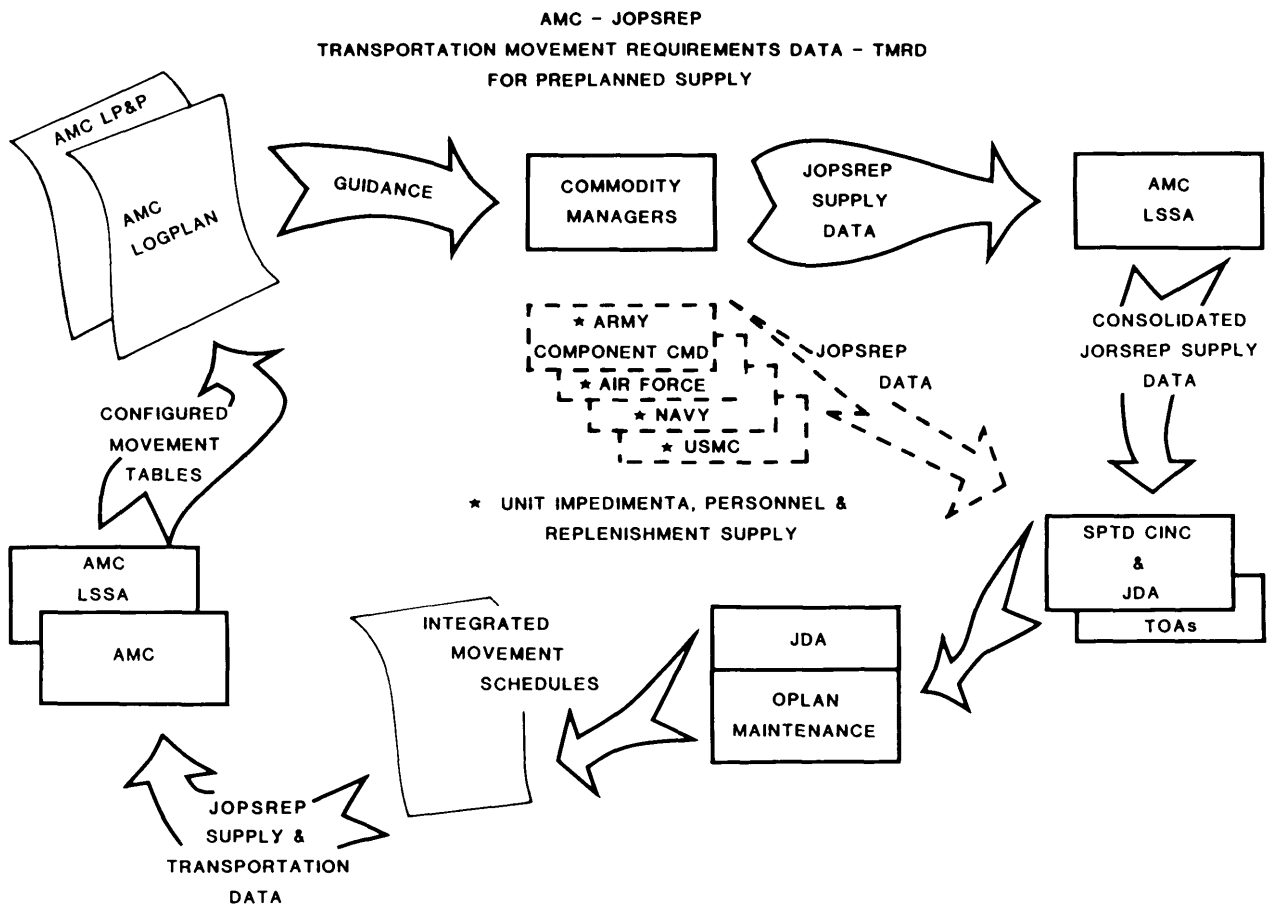 AMC - JOPSREP
TRANSPORTATION MOVEMENT REQUIREMENTS DATA - TMRD
FOR PREPLANNED SUPPLY
AMC LP&P
AMC
LOGPLAN
GUIDANCE
COMMODITY
MANAGERS
JOPSREP
SUPPLY
DATA
AMC
LSSA
★ ARMY
COMPONENT CMD
★ AIR FORCE
★ NAVY
★ USMC
JOPSREP
DATA
CONSOLIDATED
JORSREP SUPPLY
DATA
★ UNIT IMPEDIMENTA, PERSONNEL &
REPLENISHMENT SUPPLY
SPTD CINC
&
JDA
TOAs
JDA
OPLAN
MAINTENANCE
INTEGRATED
MOVEMENT
SCHEDULES
JOPSREP
SUPPLY &
TRANSPORTATION
DATA
AMC
LSSA
AMC
CONFIGURED
MOVEMENT
TABLES